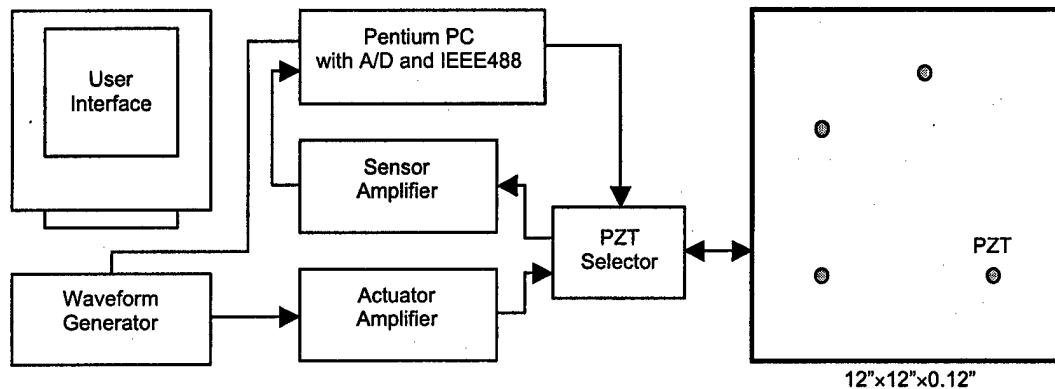 User
Interface
Pentium PC
with A/D and IEEE488
Sensor
Amplifier
PZT
Selector
PZT
Waveform
Generator
Actuator
Amplifier
12"×12"×0.12"